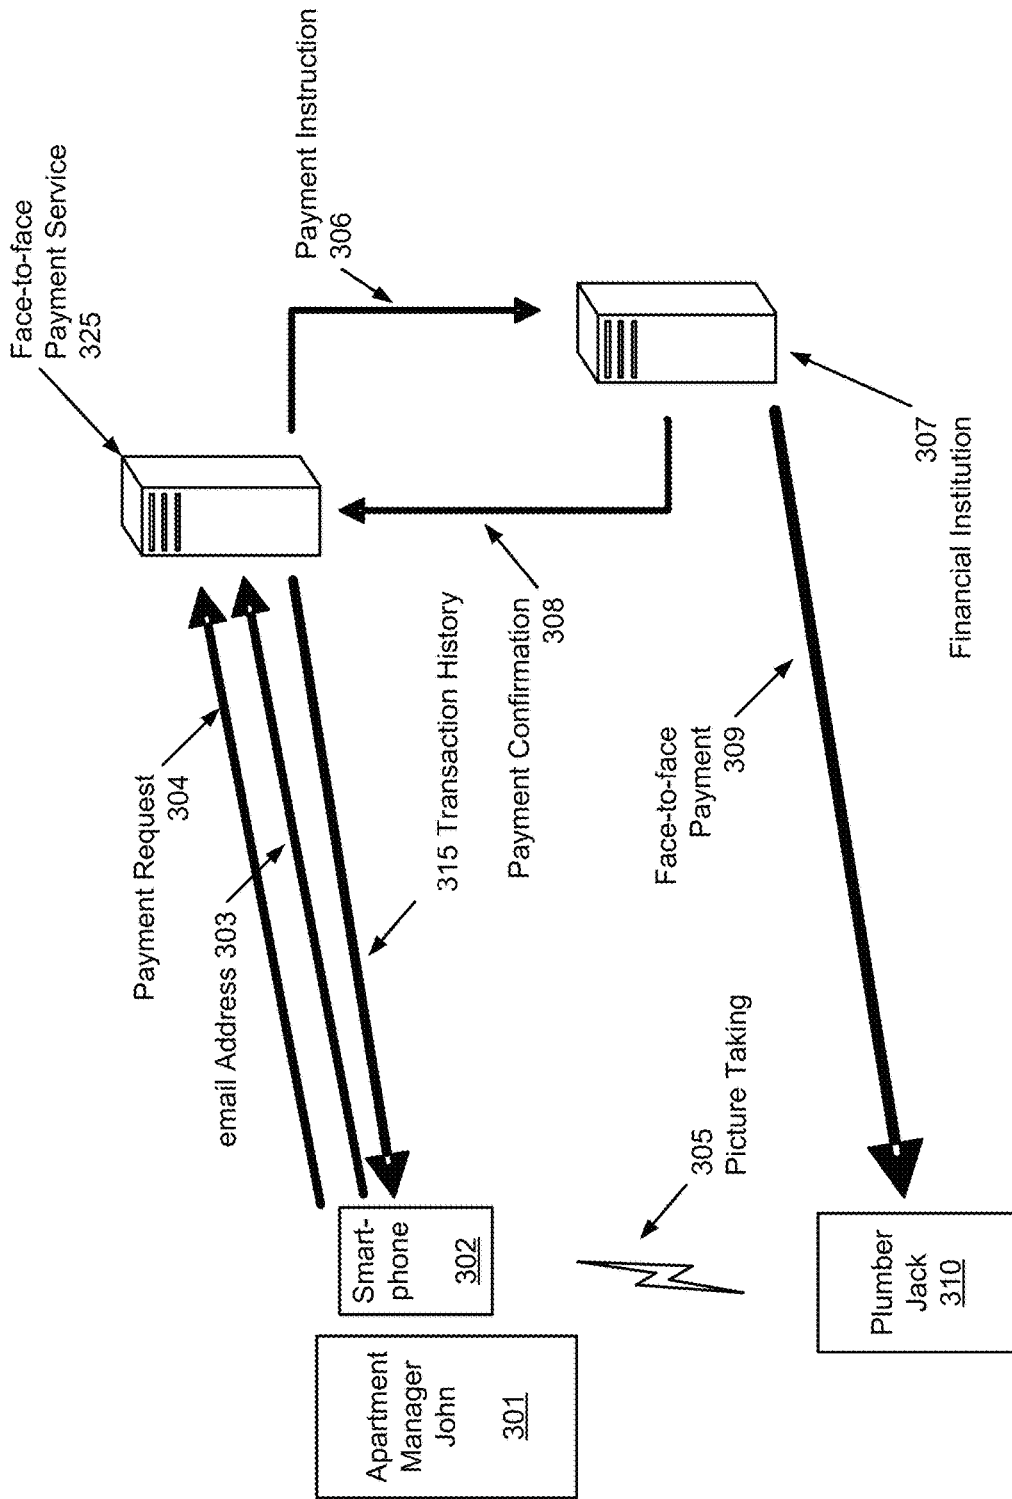 Face-to-face
Payment Service
325
Payment Request
304
email Address 303
Payment Instruction
306
315 Transaction History
Payment Confirmation
308
Smart-
phone
302
Apartment
Manager
John
301
305
Picture Taking
Face-to-face
Payment
309
307
Financial Institution
Plumber
Jack
310